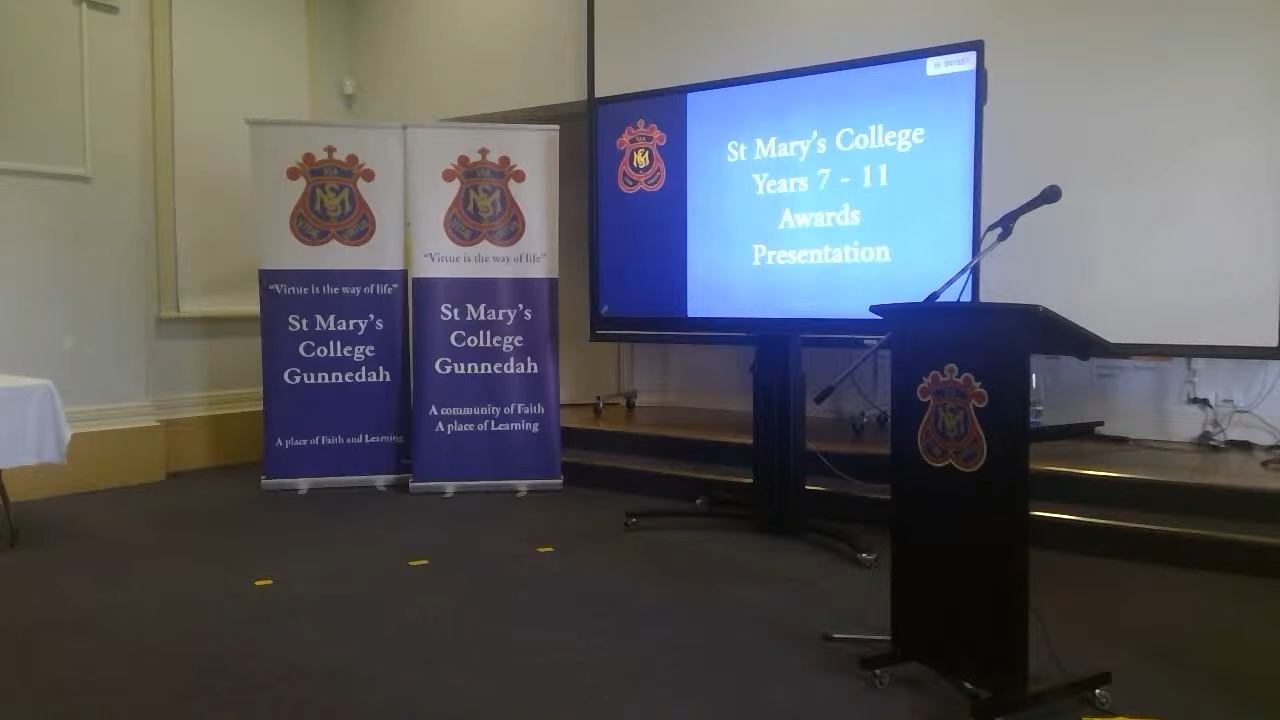 VIA
"Virtue is the way of life"
St Mary's
College
Gunnedah
A place of Faith and Learning
VIA
"Virtue is the way of life"
St Mary's
College
Gunnedah
A community of Faith
A place of Learning
St Mary's College
Years 7 - 11
Awards
Presentation